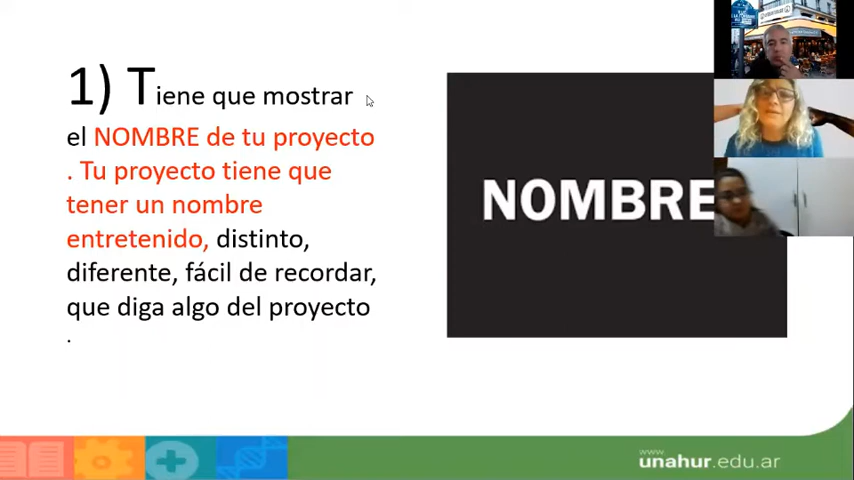 1) Tiene que mostrar
el NOMBRE de tu proyecto
. Tu proyecto tiene que
tener un nombre
entretenido, distinto,
diferente, fácil de recordar,
que diga algo del proyecto
.
NOMBRE
www
unahur.edu.ar